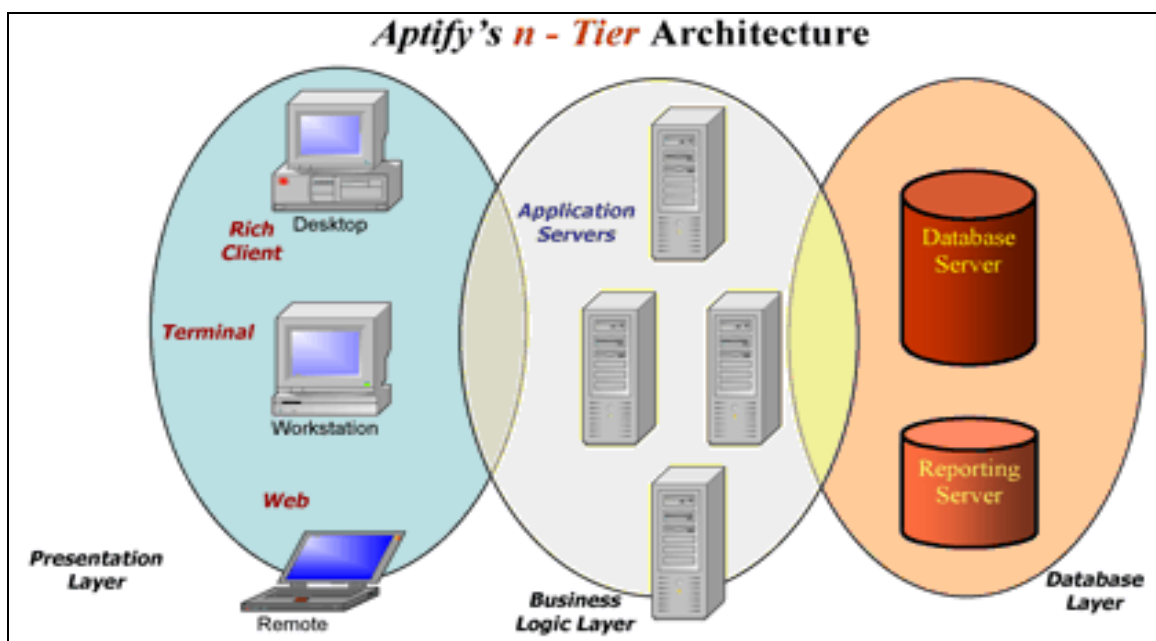 Aptify's n - Tier Architecture
Rich
Client
Desktop
Terminal
Workstation
Web
Remote
Presentation
Layer
Application
Servers
Business
Logic Layer
Database
Server
Reporting
Server
Database
Layer